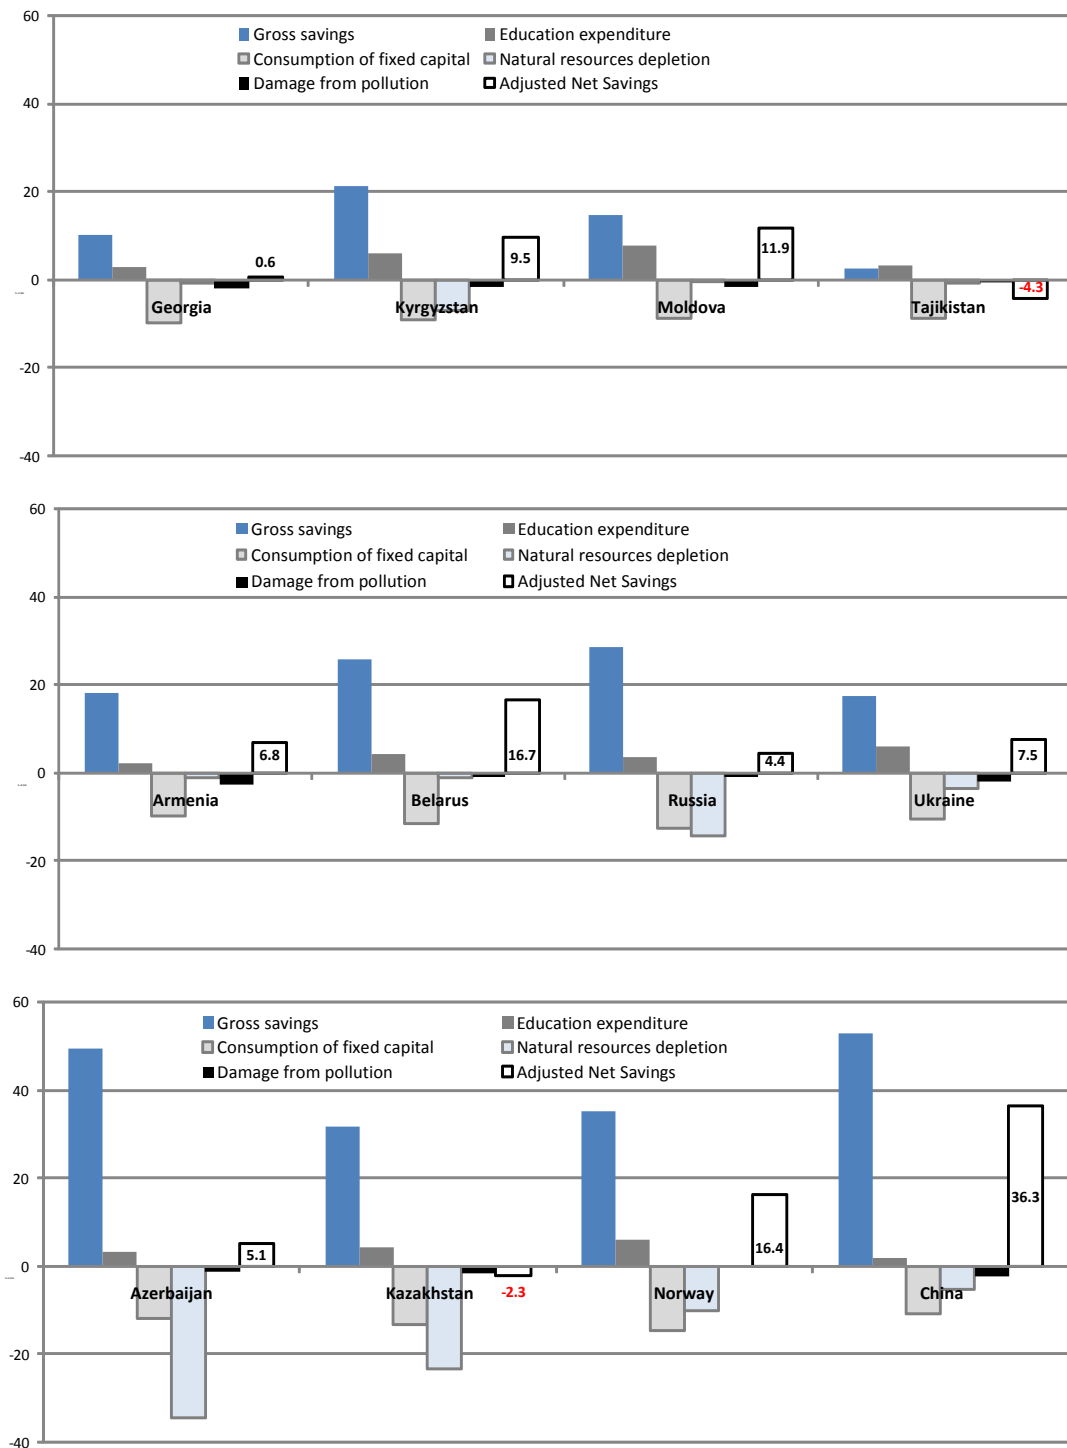 60
Gross savings Education expenditure
Consumption of fixed capital Natural resources depletion
Damage from pollution Adjusted Net Savings
40
20
0.6 9.5 11.9 -4.3
0
Georgia Kyrgyzstan Moldova Tajikistan
-20
-40
60
Gross savings Education expenditure
Consumption of fixed capital Natural resources depletion
Damage from pollution Adjusted Net Savings
40
20
6.8 16.7 4.4 7.5
0
Armenia Belarus Russia Ukraine
-20
-40
60
Gross savings Education expenditure
Consumption of fixed capital Natural resources depletion
Damage from pollution Adjusted Net Savings
40
20
36.3
5.1 16.4
0
Azerbaijan Kazakhstan Norway China
-2.3
-20
-40